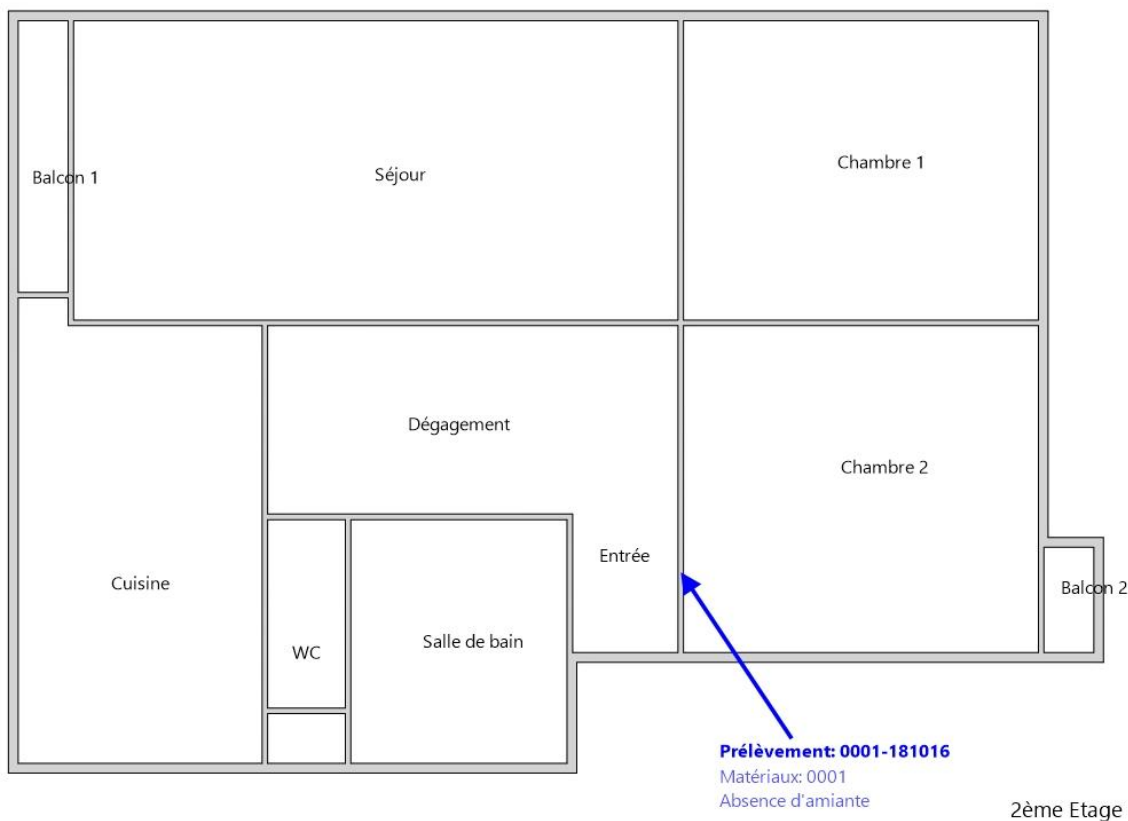 Balcon 1
Séjour
Chambre 1
Dégagement
Chambre 2
Entrée
Cuisine
Balcon 2
WC
Salle de bain
Prélèvement: 0001-181016
Matériaux: 0001
Absence d'amiante
2ème Etage